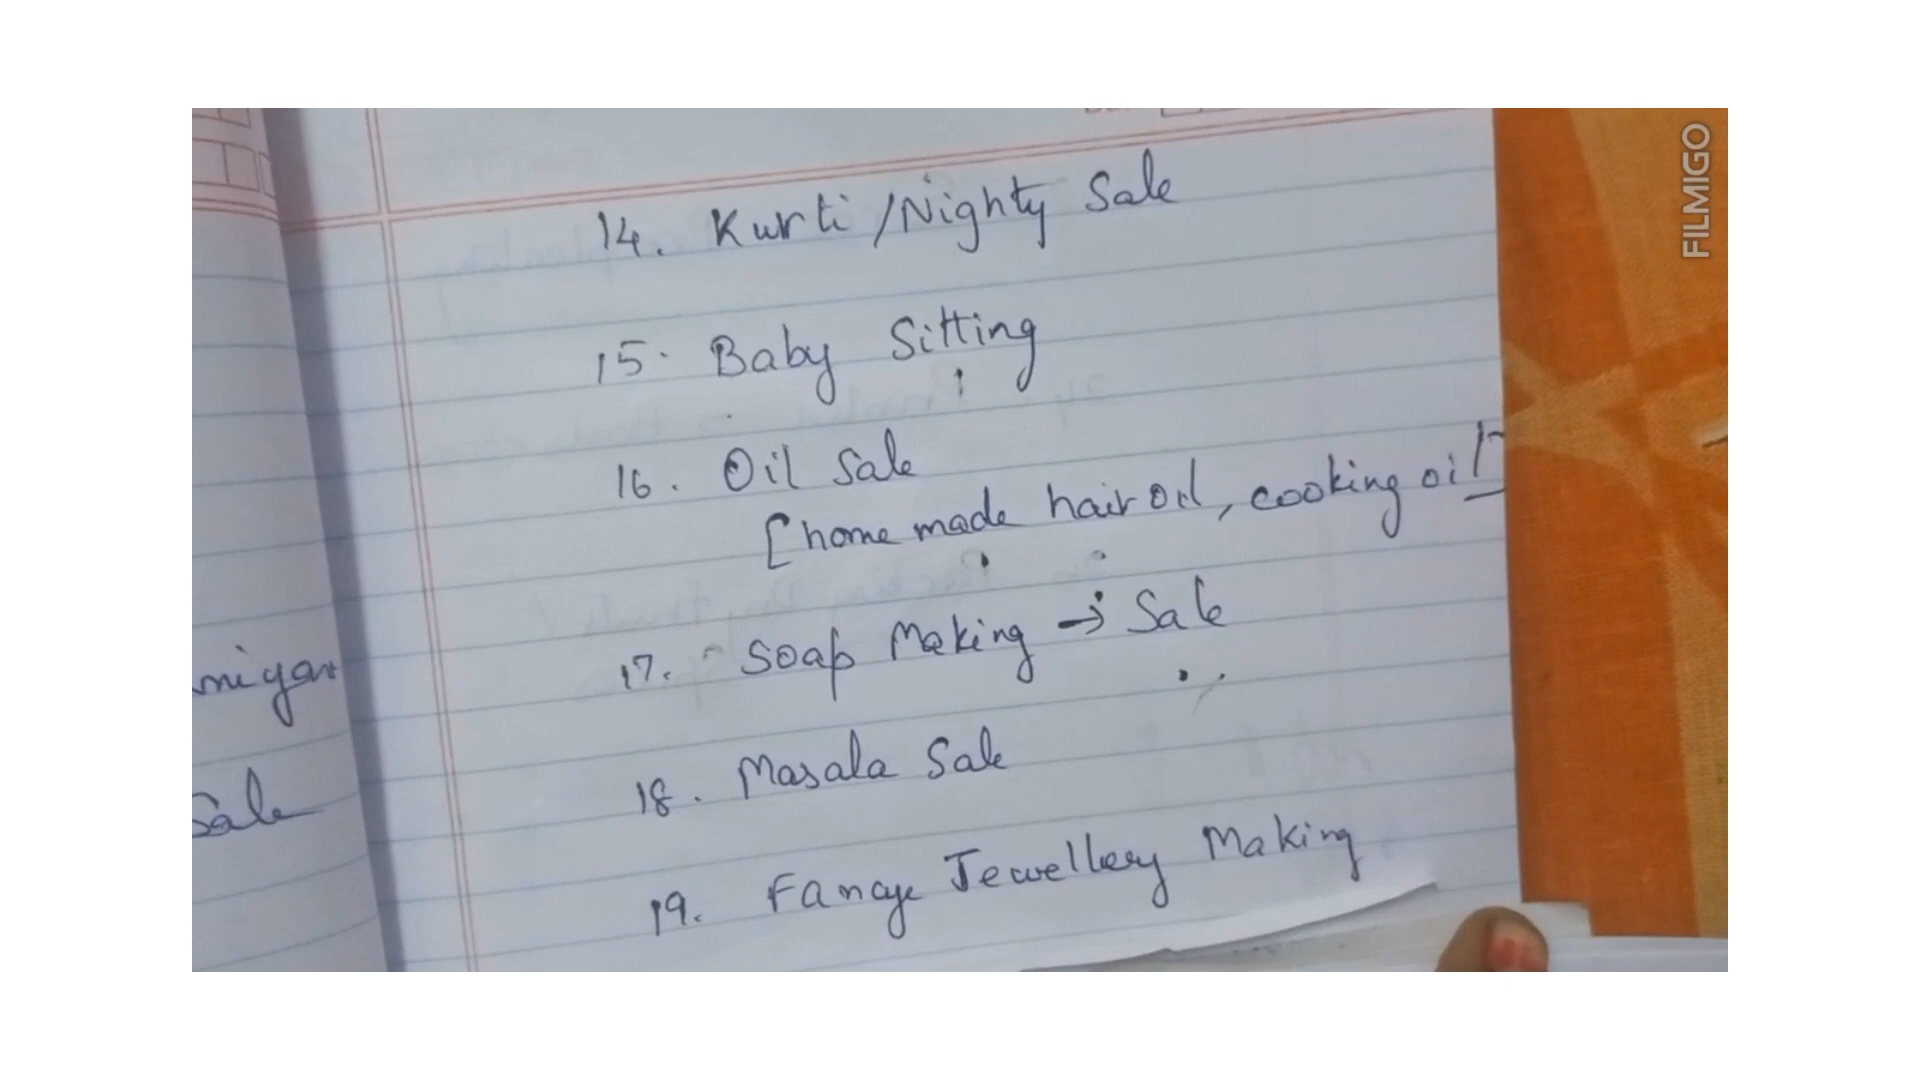 14. Kurti /Nighty Sale
15. Baby Sitting
16. Oil Sale
[home made hair oil, cooking oil]
17. Soap Making → Sale
18. Masala Sale
19. Fancy Jewellery Making
Sale
FILMIGO